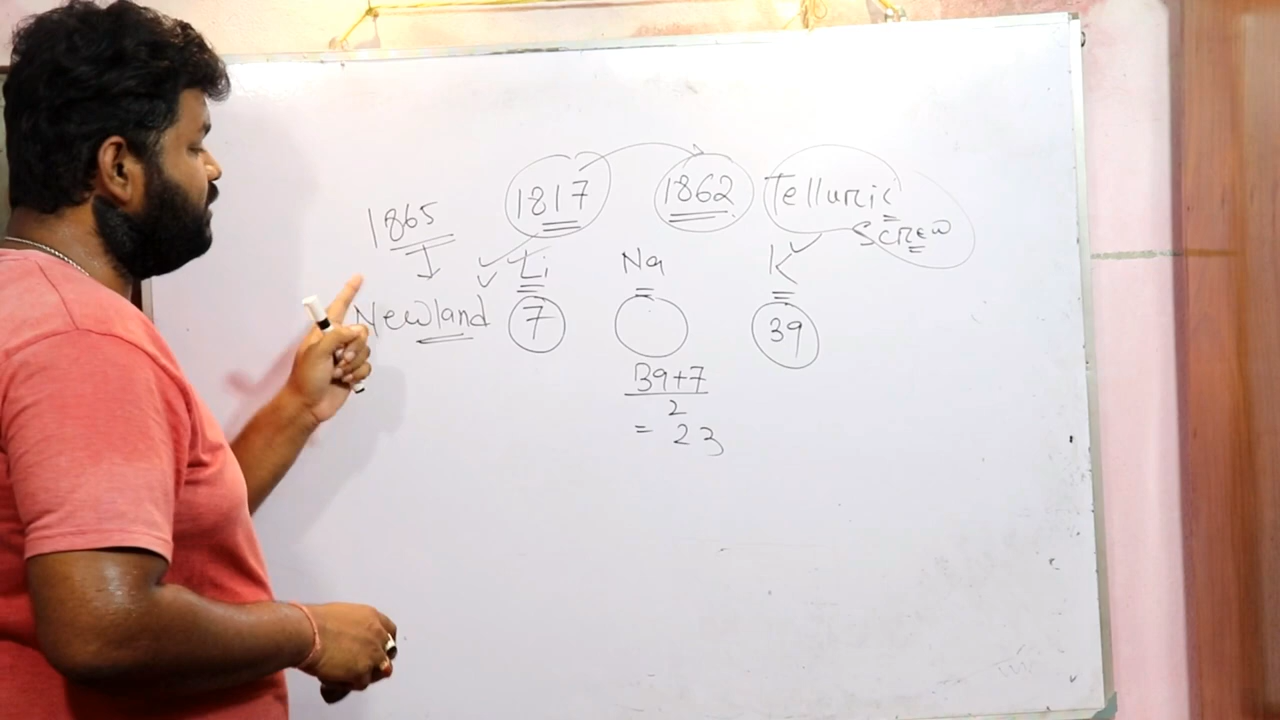 1865 1817 1862 Telluric
Screw
Newland Li Na K
7 39
39+7
2
= 23